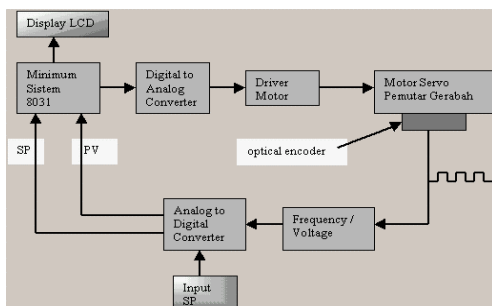 Display LCD
Minimum
Sistem
8031
Digital to
Analog
Converter
Driver
Motor
Motor Servo
Pemutar Gerabah
SP
PV
optical encoder
Analog to
Digital
Converter
Frequency /
Voltage
Input
SP